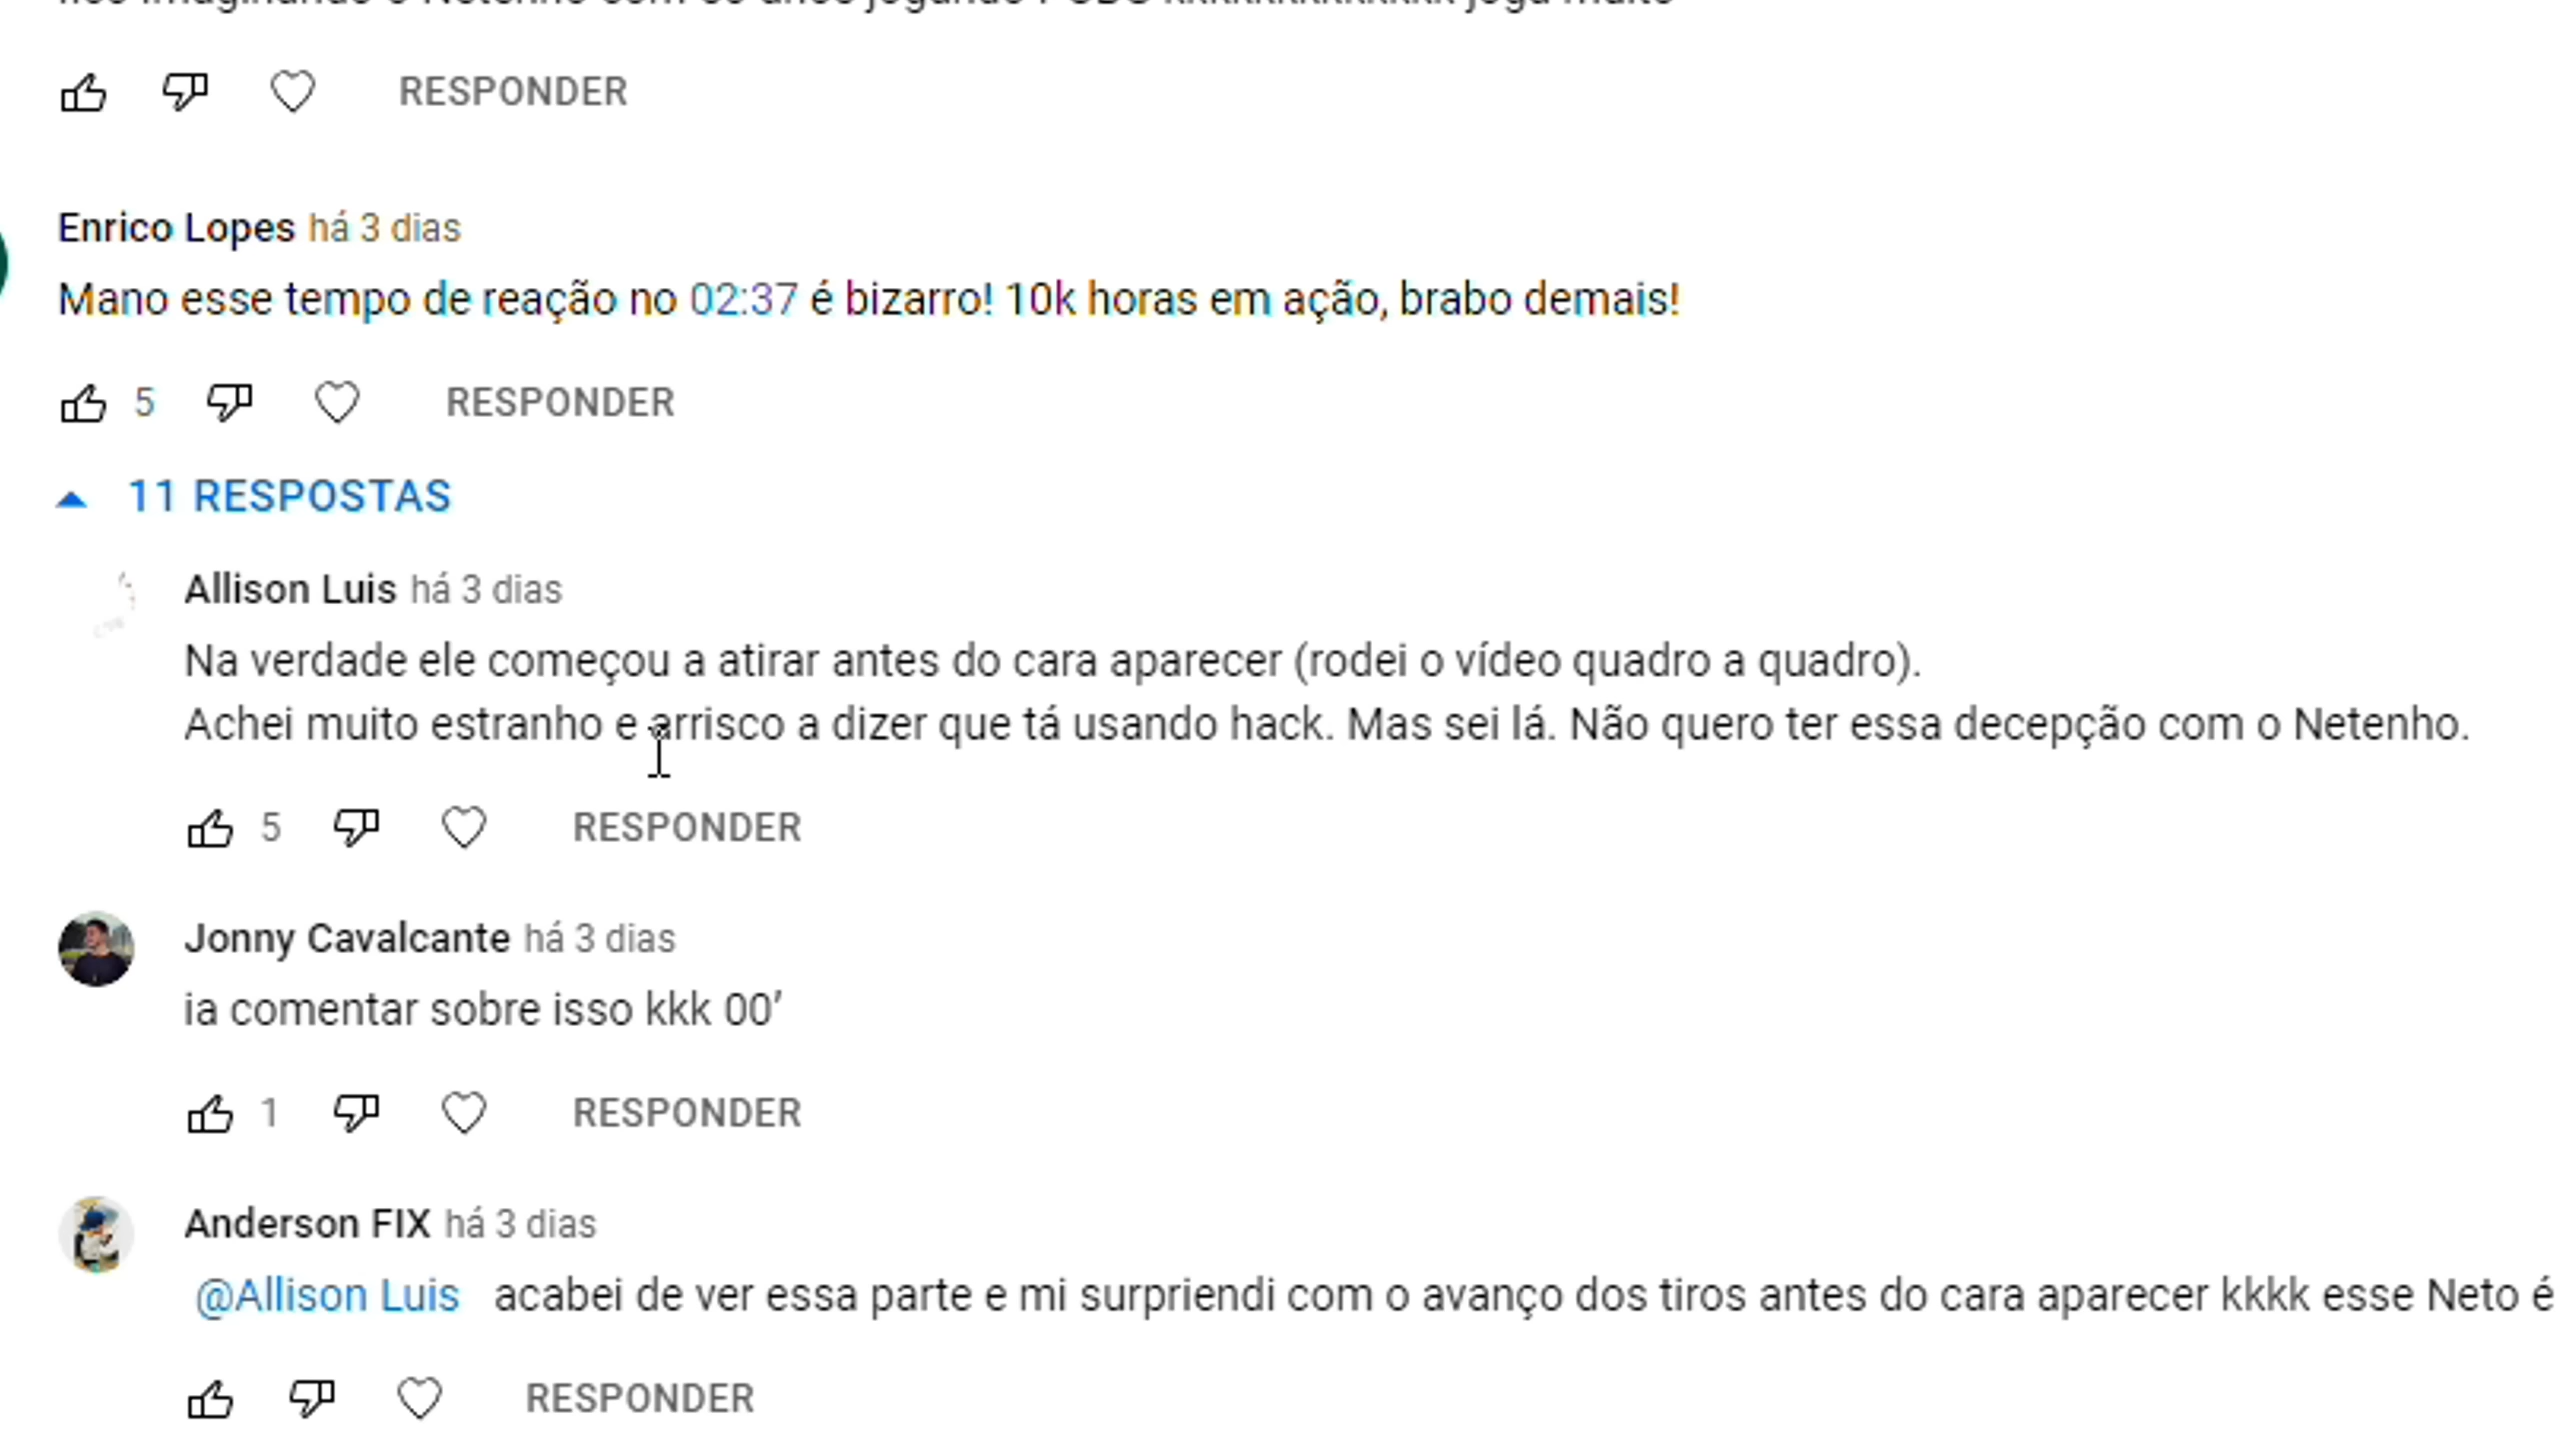 RESPONDER
Enrico Lopes há 3 dias
Mano esse tempo de reação no 02:37 é bizarro! 10k horas em ação, brabo demais!
5 RESPONDER
11 RESPOSTAS
Allison Luis há 3 dias
Na verdade ele começou a atirar antes do cara aparecer (rodei o vídeo quadro a quadro).
Achei muito estranho e arrisco a dizer que tá usando hack. Mas sei lá. Não quero ter essa decepção com o Netenho.
5 RESPONDER
Jonny Cavalcante há 3 dias
ia comentar sobre isso kkk 00’
1 RESPONDER
Anderson FIX há 3 dias
@Allison Luis acabei de ver essa parte e mi surpriendi com o avanço dos tiros antes do cara aparecer kkkk esse Neto é
RESPONDER